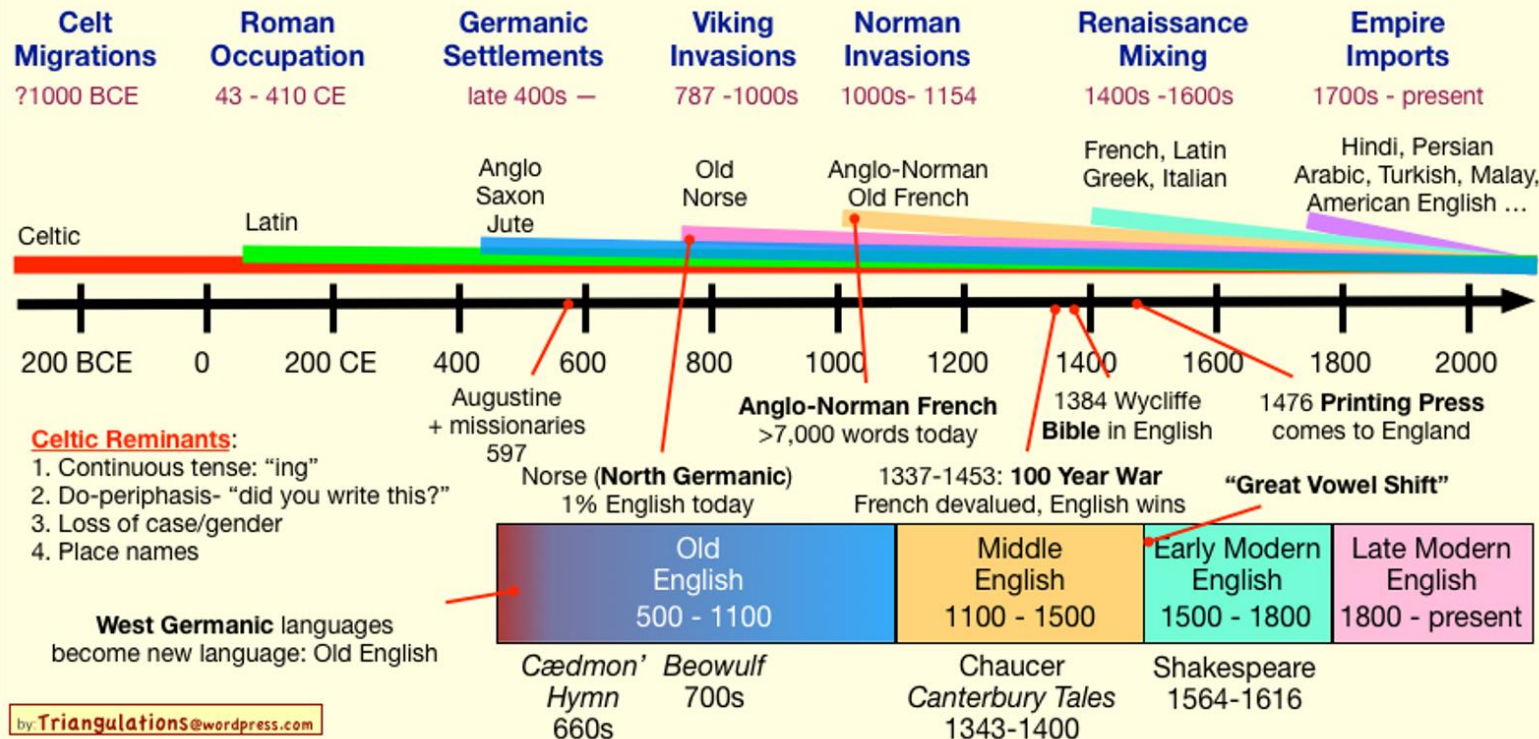 Celt
Migrations
?1000 BCE
Roman
Occupation
43 - 410 CE
Germanic
Settlements
late 400s —
Viking
Invasions
787 -1000s
Norman
Invasions
1000s- 1154
Renaissance
Mixing
1400s -1600s
Empire
Imports
1700s - present
Celtic
Latin
Anglo
Saxon
Jute
Old
Norse
Anglo-Norman
Old French
French, Latin
Greek, Italian
Hindi, Persian
Arabic, Turkish, Malay,
American English ...
200 BCE
0
200 CE
400
600
800
1000
1200
1400
1600
1800
2000
Augustine
+ missionaries
597
Anglo-Norman French
>7,000 words today
1384 Wycliffe
Bible in English
1476 Printing Press
comes to England
Celtic Reminants:
1. Continuous tense: “ing”
2. Do-periphasis- “did you write this?”
3. Loss of case/gender
4. Place names
Norse (North Germanic)
1% English today
1337-1453: 100 Year War
French devalued, English wins
“Great Vowel Shift”
Old
English
500 - 1100
Middle
English
1100 - 1500
Early Modern
English
1500 - 1800
Late Modern
English
1800 - present
West Germanic languages
become new language: Old English
Cædmon’
Hymn
660s
Beowulf
700s
Chaucer
Canterbury Tales
1343-1400
Shakespeare
1564-1616
by: Triangulations@wordpress.com